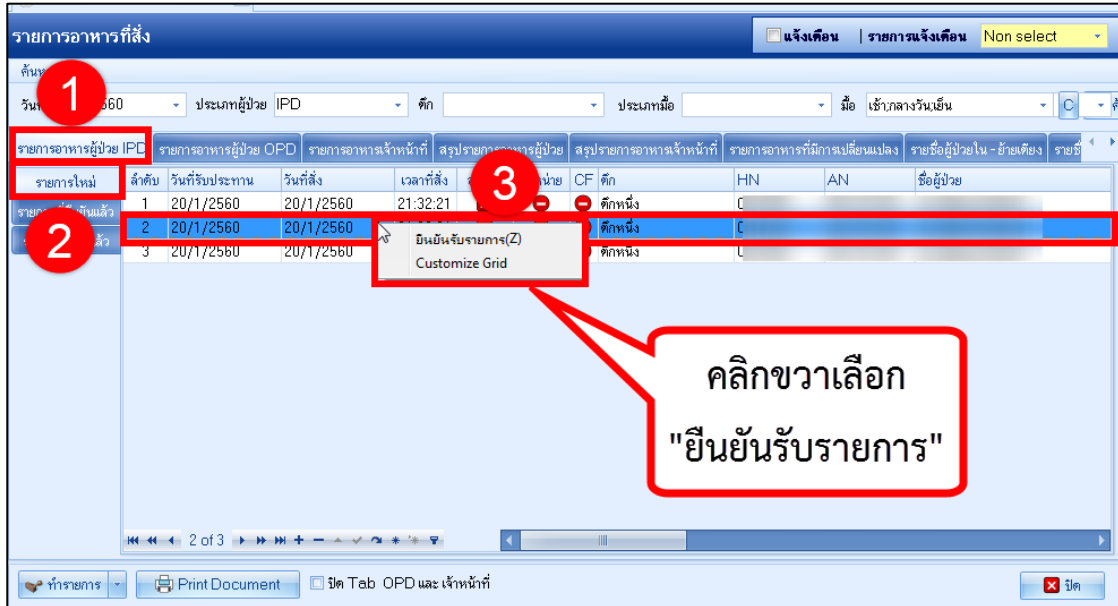 รายการอาหารที่สั่ง
แจ้งเตือน | รายการแจ้งเตือน Non select
1
ประเภทผู้ป่วย IPD ตึก ประเภทมื้อ มื้อ เช้า;กลางวัน;เย็น C
รายการอาหารผู้ป่วย IPD รายการอาหารผู้ป่วย OPD รายการอาหารเจ้าหน้าที่ สรุปรายการอาหารผู้ป่วย สรุปรายการอาหารเจ้าหน้าที่ รายการอาหารที่มีการเปลี่ยนแปลง รายชื่อผู้ป่วยใน - ย้ายเตียง
รายการใหม่ ลำดับ วันที่รับประทาน วันที่สั่ง เวลาที่สั่ง 3 CF ตึก HN AN ชื่อผู้ป่วย
1 20/1/2560 20/1/2560 21:32:21 ตึกหนึ่ง
2
2 20/1/2560 20/1/2560 ตึกหนึ่ง
3 20/1/2560 20/1/2560 ตึกหนึ่ง
ยืนยันรับรายการ(Z)
Customize Grid
คลิกขวาเลือก
"ยืนยันรับรายการ"
2 of 3
ทำรายการ Print Document ปิด Tab OPD และ เจ้าหน้าที่ ปิด